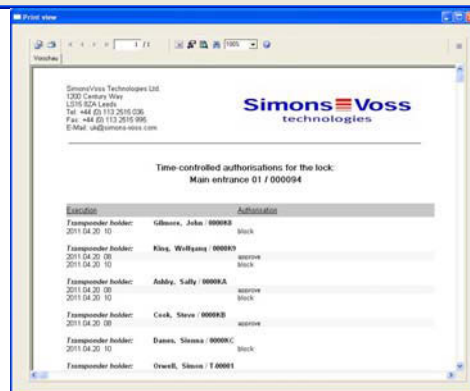 Print view
1 / 1
100%
Vorschau
SimonsVoss Technologies Ltd.
1200 Century Way
LS15 8ZA Leeds
Tel. +44 (0) 113 2515 036
Fax: +44 (0) 113 2515 995
E-Mail: uk@simons-voss.com
Simons Voss
technologies
Time-controlled authorisations for the lock:
Main entrance 01 / 000094
Execution Authorisation
Transponder holder: Gilmore, John / 0000K8
2011.04.20 10 block
Transponder holder: King, Wolfgang / 0000K9
2011.04.20 08 approve
2011.04.20 10 block
Transponder holder: Ashby, Sally / 0000KA
2011.04.20 08 approve
2011.04.20 10 block
Transponder holder: Cook, Steve / 0000KB
2011.04.20 08 approve
Transponder holder: Danes, Sienna / 0000KC
2011.04.20 10 block
Transponder holder: Orwell, Simon / T-00001